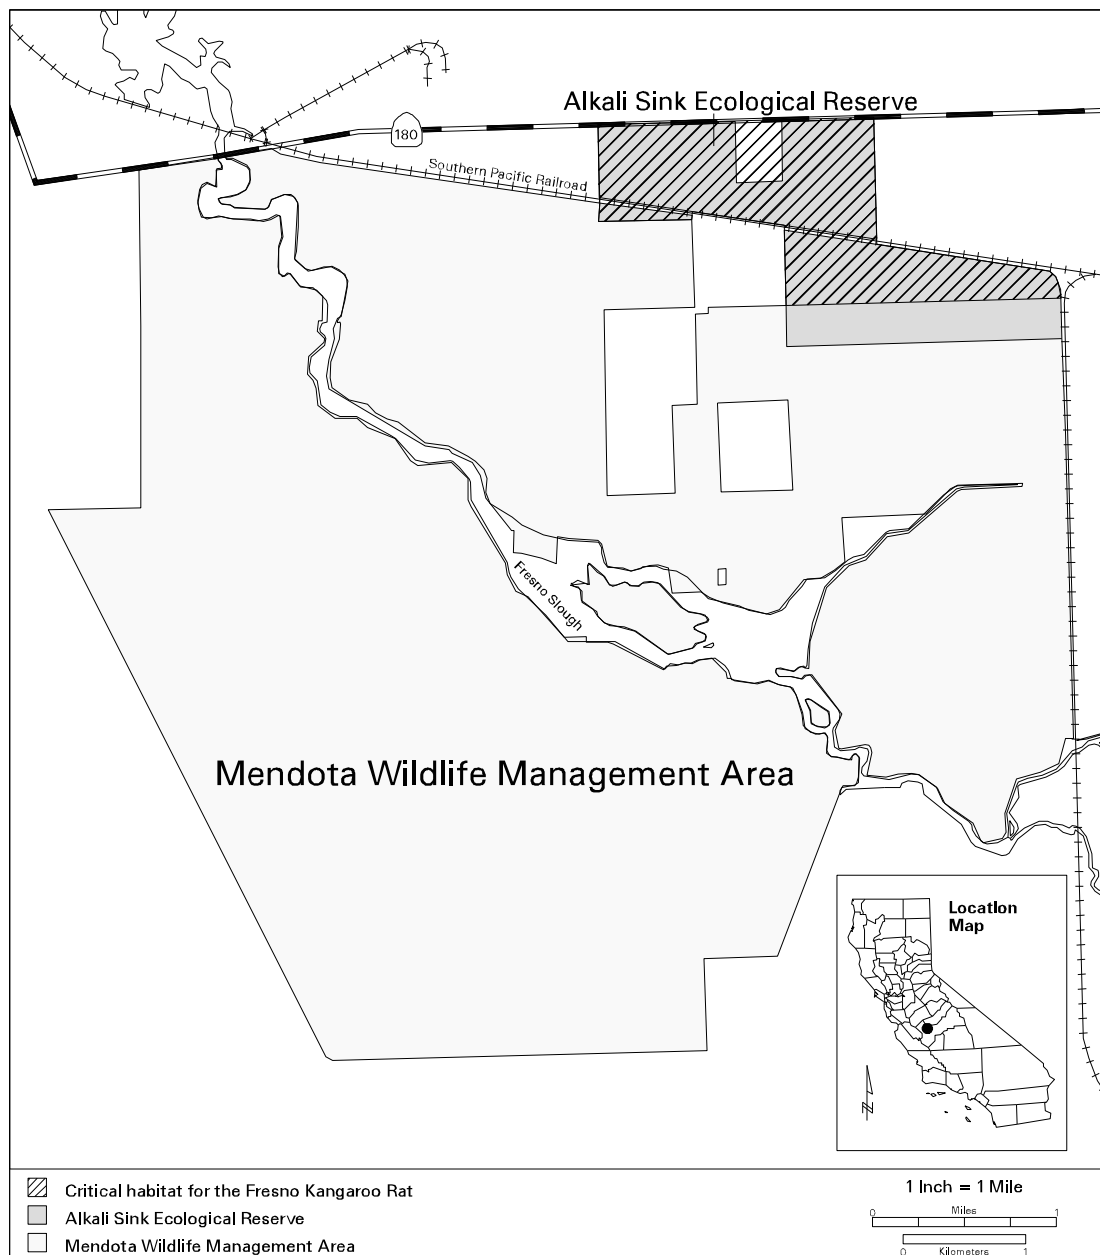 Alkali Sink Ecological Reserve
180
Southern Pacific Railroad
Fresno Slough
Mendota Wildlife Management Area
Location
Map
N
Critical habitat for the Fresno Kangaroo Rat
Alkali Sink Ecological Reserve
Mendota Wildlife Management Area
1 Inch = 1 Mile
0 Miles 1
0 Kilometers 1